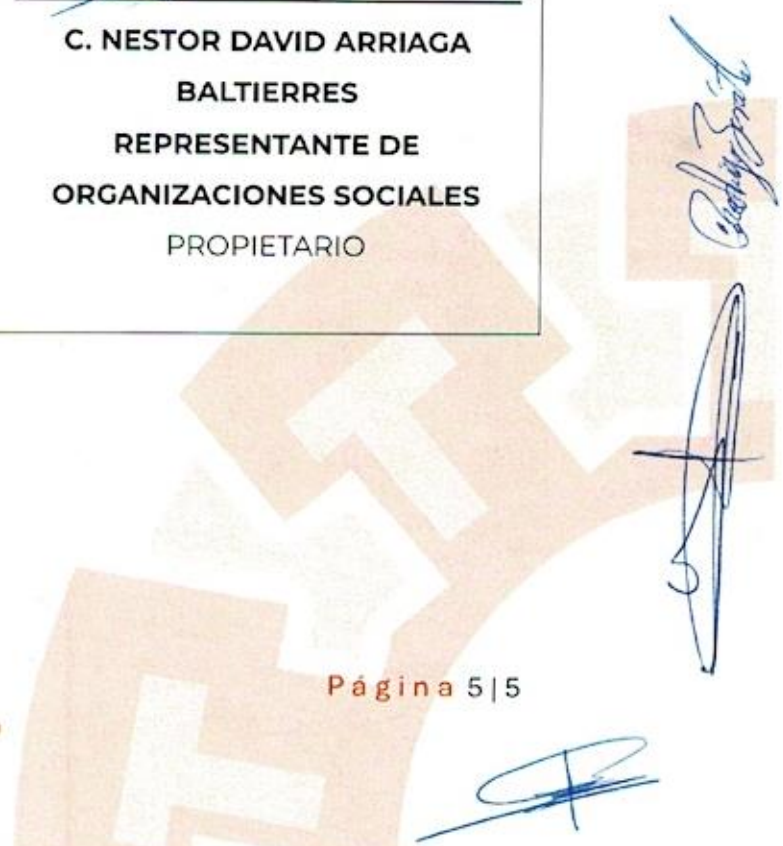 C. NESTOR DAVID ARRIAGA
BALTIERRES
REPRESENTANTE DE
ORGANIZACIONES SOCIALES
PROPIETARIO
Página 5|5